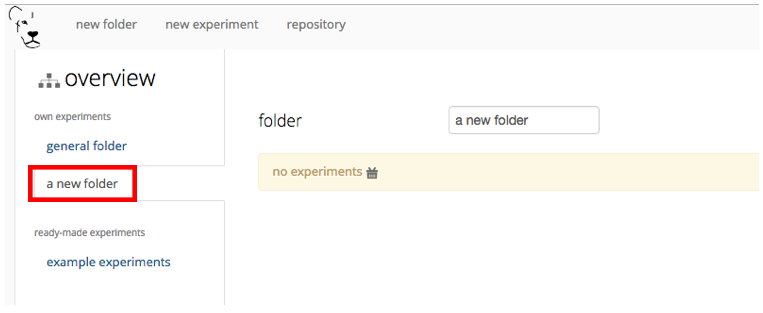 new folder new experiment repository
overview
own experiments
general folder
a new folder
ready-made experiments
example experiments
folder a new folder
no experiments